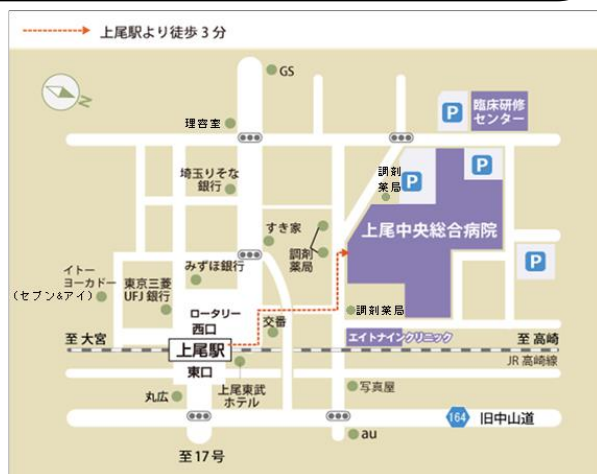 上尾駅より徒歩3分
N
GS
P
臨床研修
センター
理容室
調剤
薬局
P
P
埼玉りそな
銀行
すき家
上尾中央総合病院
調剤
薬局
P
イトー
ヨーカドー
(セブン&アイ)
東京三菱
UFJ銀行
みずほ銀行
ロータリー
西口
交番
調剤薬局
エイトナインクリニック
至 大宮
上尾駅
至 高崎
JR高崎線
東口
丸広
上尾東武
ホテル
写真屋
164 旧中山道
au
至17号